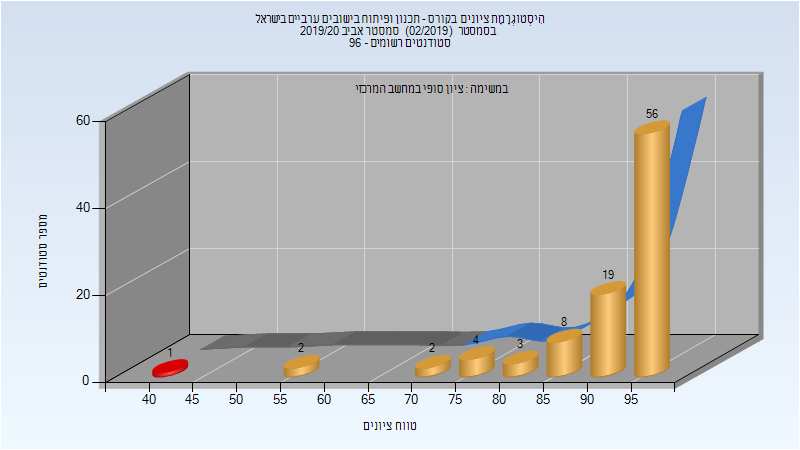 היסטוגרמת ציונים בקורס - תכנון ופיתוח בישובים ערביים בישראל
בסמסטר (02/2019) סמסטר אביב 2019/20
סטודנטים רשומים - 96
במשימה : ציון סופי במחשב המרכזי
60
40
20
0
מספר סטודנטים
1
2
2
4
3
8
19
56
40 45 50 55 60 65 70 75 80 85 90 95
טווח ציונים